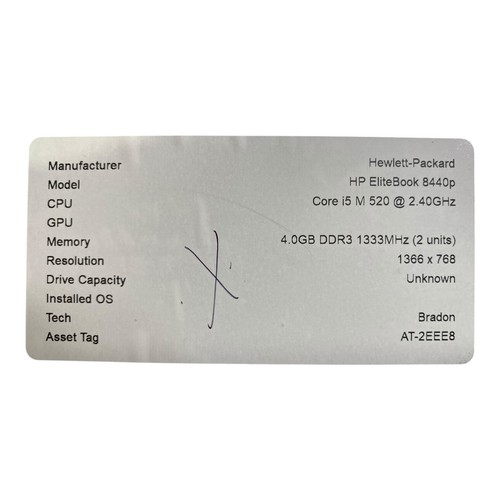 Manufacturer Hewlett-Packard
Model HP EliteBook 8440p
CPU Core i5 M 520 @ 2.40GHz
GPU
Memory 4.0GB DDR3 1333MHz (2 units)
Resolution 1366 x 768
Drive Capacity Unknown
Installed OS
Tech Bradon
Asset Tag AT-2EEE8